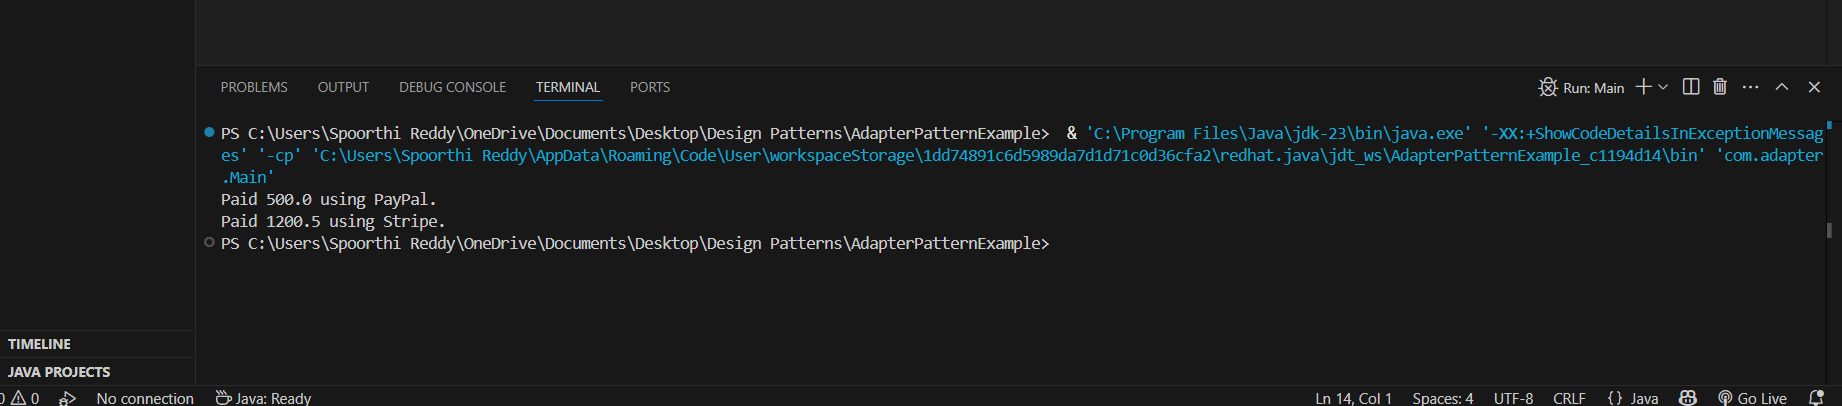 PROBLEMS OUTPUT DEBUG CONSOLE TERMINAL PORTS Run: Main
PS C:\Users\Spoorthi Reddy\OneDrive\Documents\Desktop\Design Patterns\AdapterPatternExample>  & 'C:\Program Files\Java\jdk-23\bin\java.exe' '-XX:+ShowCodeDetailsInExceptionMessag
es' '-cp' 'C:\Users\Spoorthi Reddy\AppData\Roaming\Code\User\workspaceStorage\1dd74891c6d5989da7d1d71c0d36cfa2\redhat.java\jdt_ws\AdapterPatternExample_c1194d14\bin' 'com.adapter
.Main'
Paid 500.0 using PayPal.
Paid 1200.5 using Stripe.
PS C:\Users\Spoorthi Reddy\OneDrive\Documents\Desktop\Design Patterns\AdapterPatternExample>
TIMELINE
JAVA PROJECTS
0 0 No connection Java: Ready Ln 14, Col 1 Spaces: 4 UTF-8 CRLF {} Java Go Live